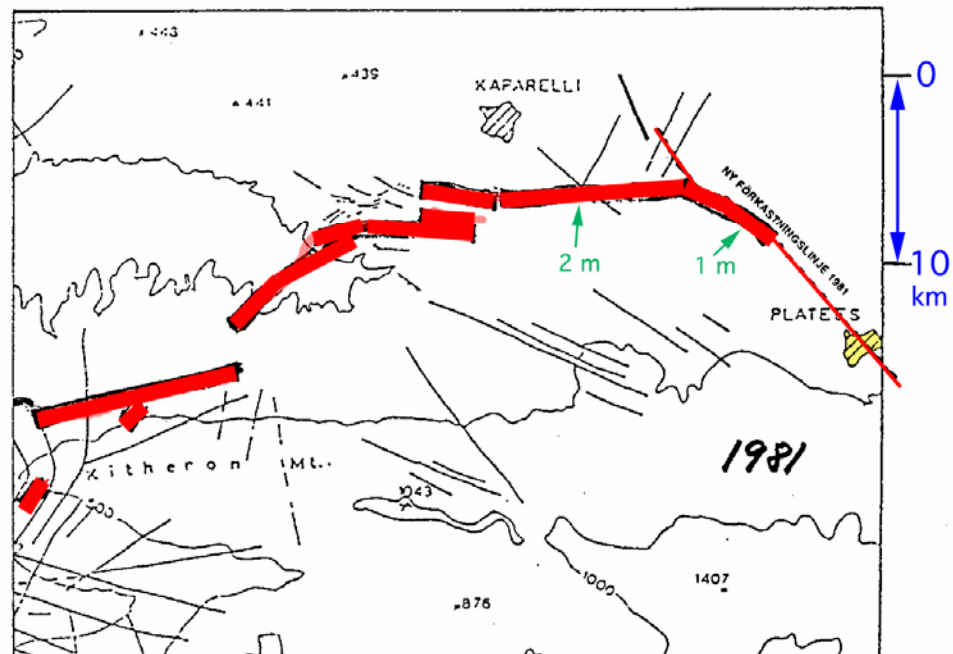 443
439
441
KAPARELLI
0
NY FÖRKASTNINGSLINJE 1981
2 m
1 m
10
km
PLATEES
1981
Kitheron Mt.
1043
1000
1407
876